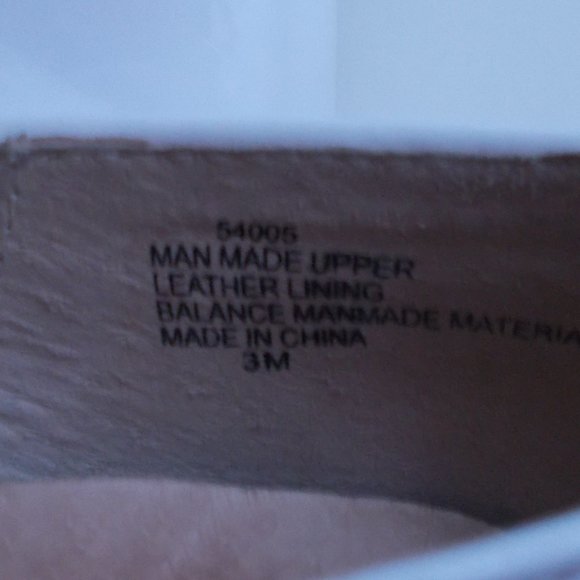 54005
MAN MADE UPPER
LEATHER LINING
BALANCE MANMADE MATERIA
MADE IN CHINA
3M